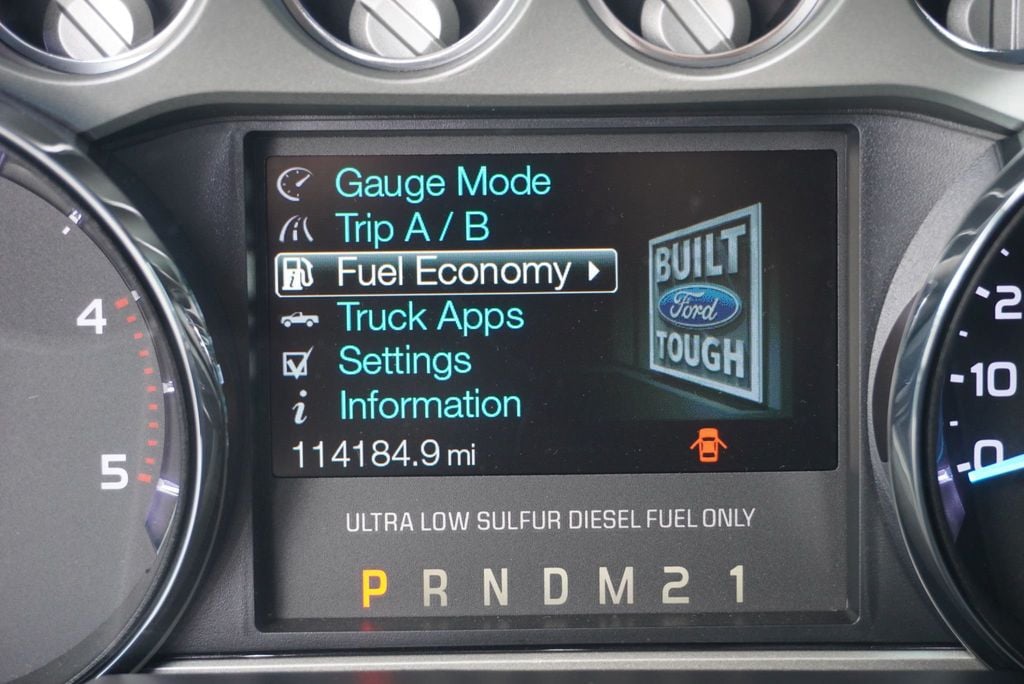 Gauge Mode
Trip A / B
Fuel Economy
Truck Apps
Settings
Information
114184.9 mi
BUILT
Ford
TOUGH
ULTRA LOW SULFUR DIESEL FUEL ONLY
P R N D M 2 1
4
5
10
0